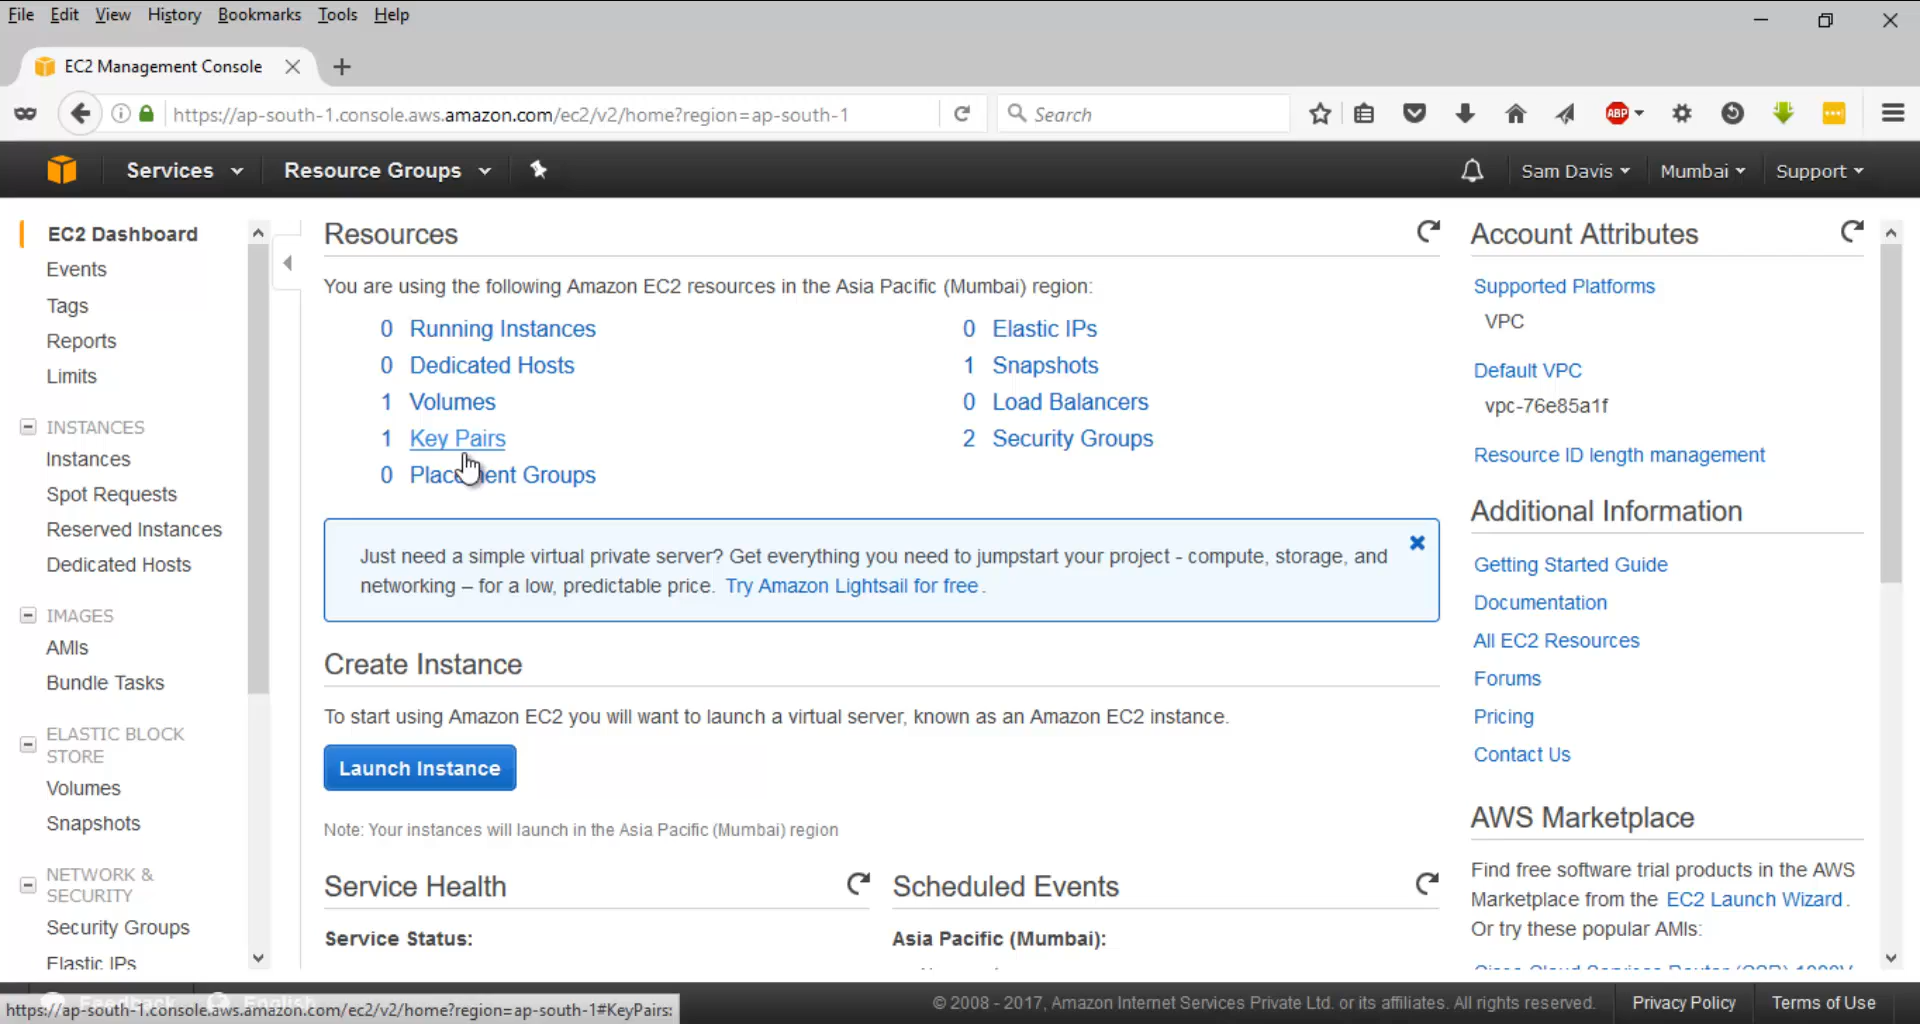 File Edit View History Bookmarks Tools Help
EC2 Management Console
https://ap-south-1.console.aws.amazon.com/ec2/v2/home?region=ap-south-1
Search
ABP
Services
Resource Groups
Sam Davis
Mumbai
Support
EC2 Dashboard
Events
Tags
Reports
Limits
INSTANCES
Instances
Spot Requests
Reserved Instances
Dedicated Hosts
IMAGES
AMIs
Bundle Tasks
ELASTIC BLOCK
STORE
Volumes
Snapshots
NETWORK &
SECURITY
Security Groups
Elastic IPs
Resources
You are using the following Amazon EC2 resources in the Asia Pacific (Mumbai) region:
0 Running Instances
0 Dedicated Hosts
1 Volumes
1 Key Pairs
0 Placement Groups
0 Elastic IPs
1 Snapshots
0 Load Balancers
2 Security Groups
Just need a simple virtual private server? Get everything you need to jumpstart your project - compute, storage, and
networking – for a low, predictable price. Try Amazon Lightsail for free.
Create Instance
To start using Amazon EC2 you will want to launch a virtual server, known as an Amazon EC2 instance.
Launch Instance
Note: Your instances will launch in the Asia Pacific (Mumbai) region
Service Health
Service Status:
Scheduled Events
Asia Pacific (Mumbai):
Account Attributes
Supported Platforms
VPC
Default VPC
vpc-76e85a1f
Resource ID length management
Additional Information
Getting Started Guide
Documentation
All EC2 Resources
Forums
Pricing
Contact Us
AWS Marketplace
Find free software trial products in the AWS
Marketplace from the EC2 Launch Wizard.
Or try these popular AMIs:
Feedback
English
https://ap-south-1.console.aws.amazon.com/ec2/v2/home?region=ap-south-1#KeyPairs:
© 2008 - 2017, Amazon Internet Services Private Ltd. or its affiliates. All rights reserved.
Privacy Policy
Terms of Use